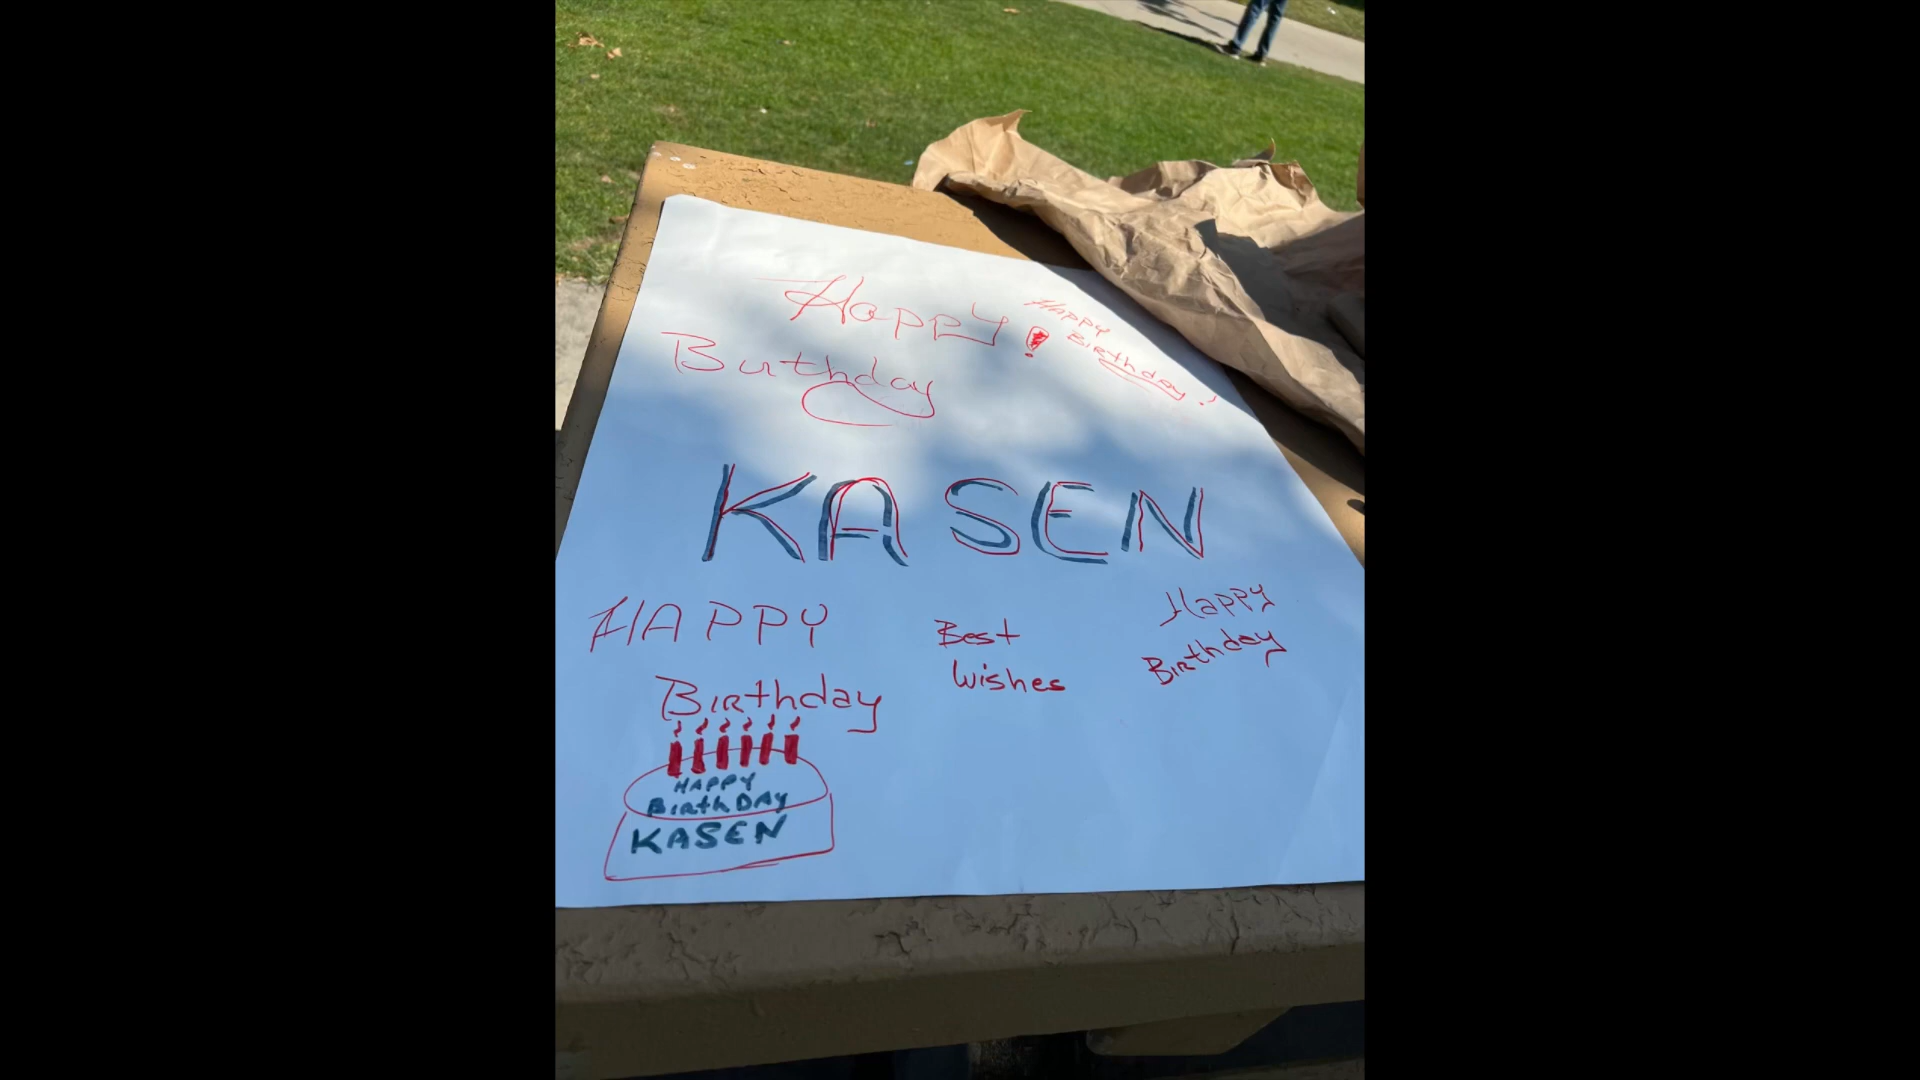 Happy!
Birthday
HAPPY
Birthday!
KASEN
HAPPY
Birthday
Best
Wishes
Happy
Birthday
HAPPY
BirthDAY
KASEN